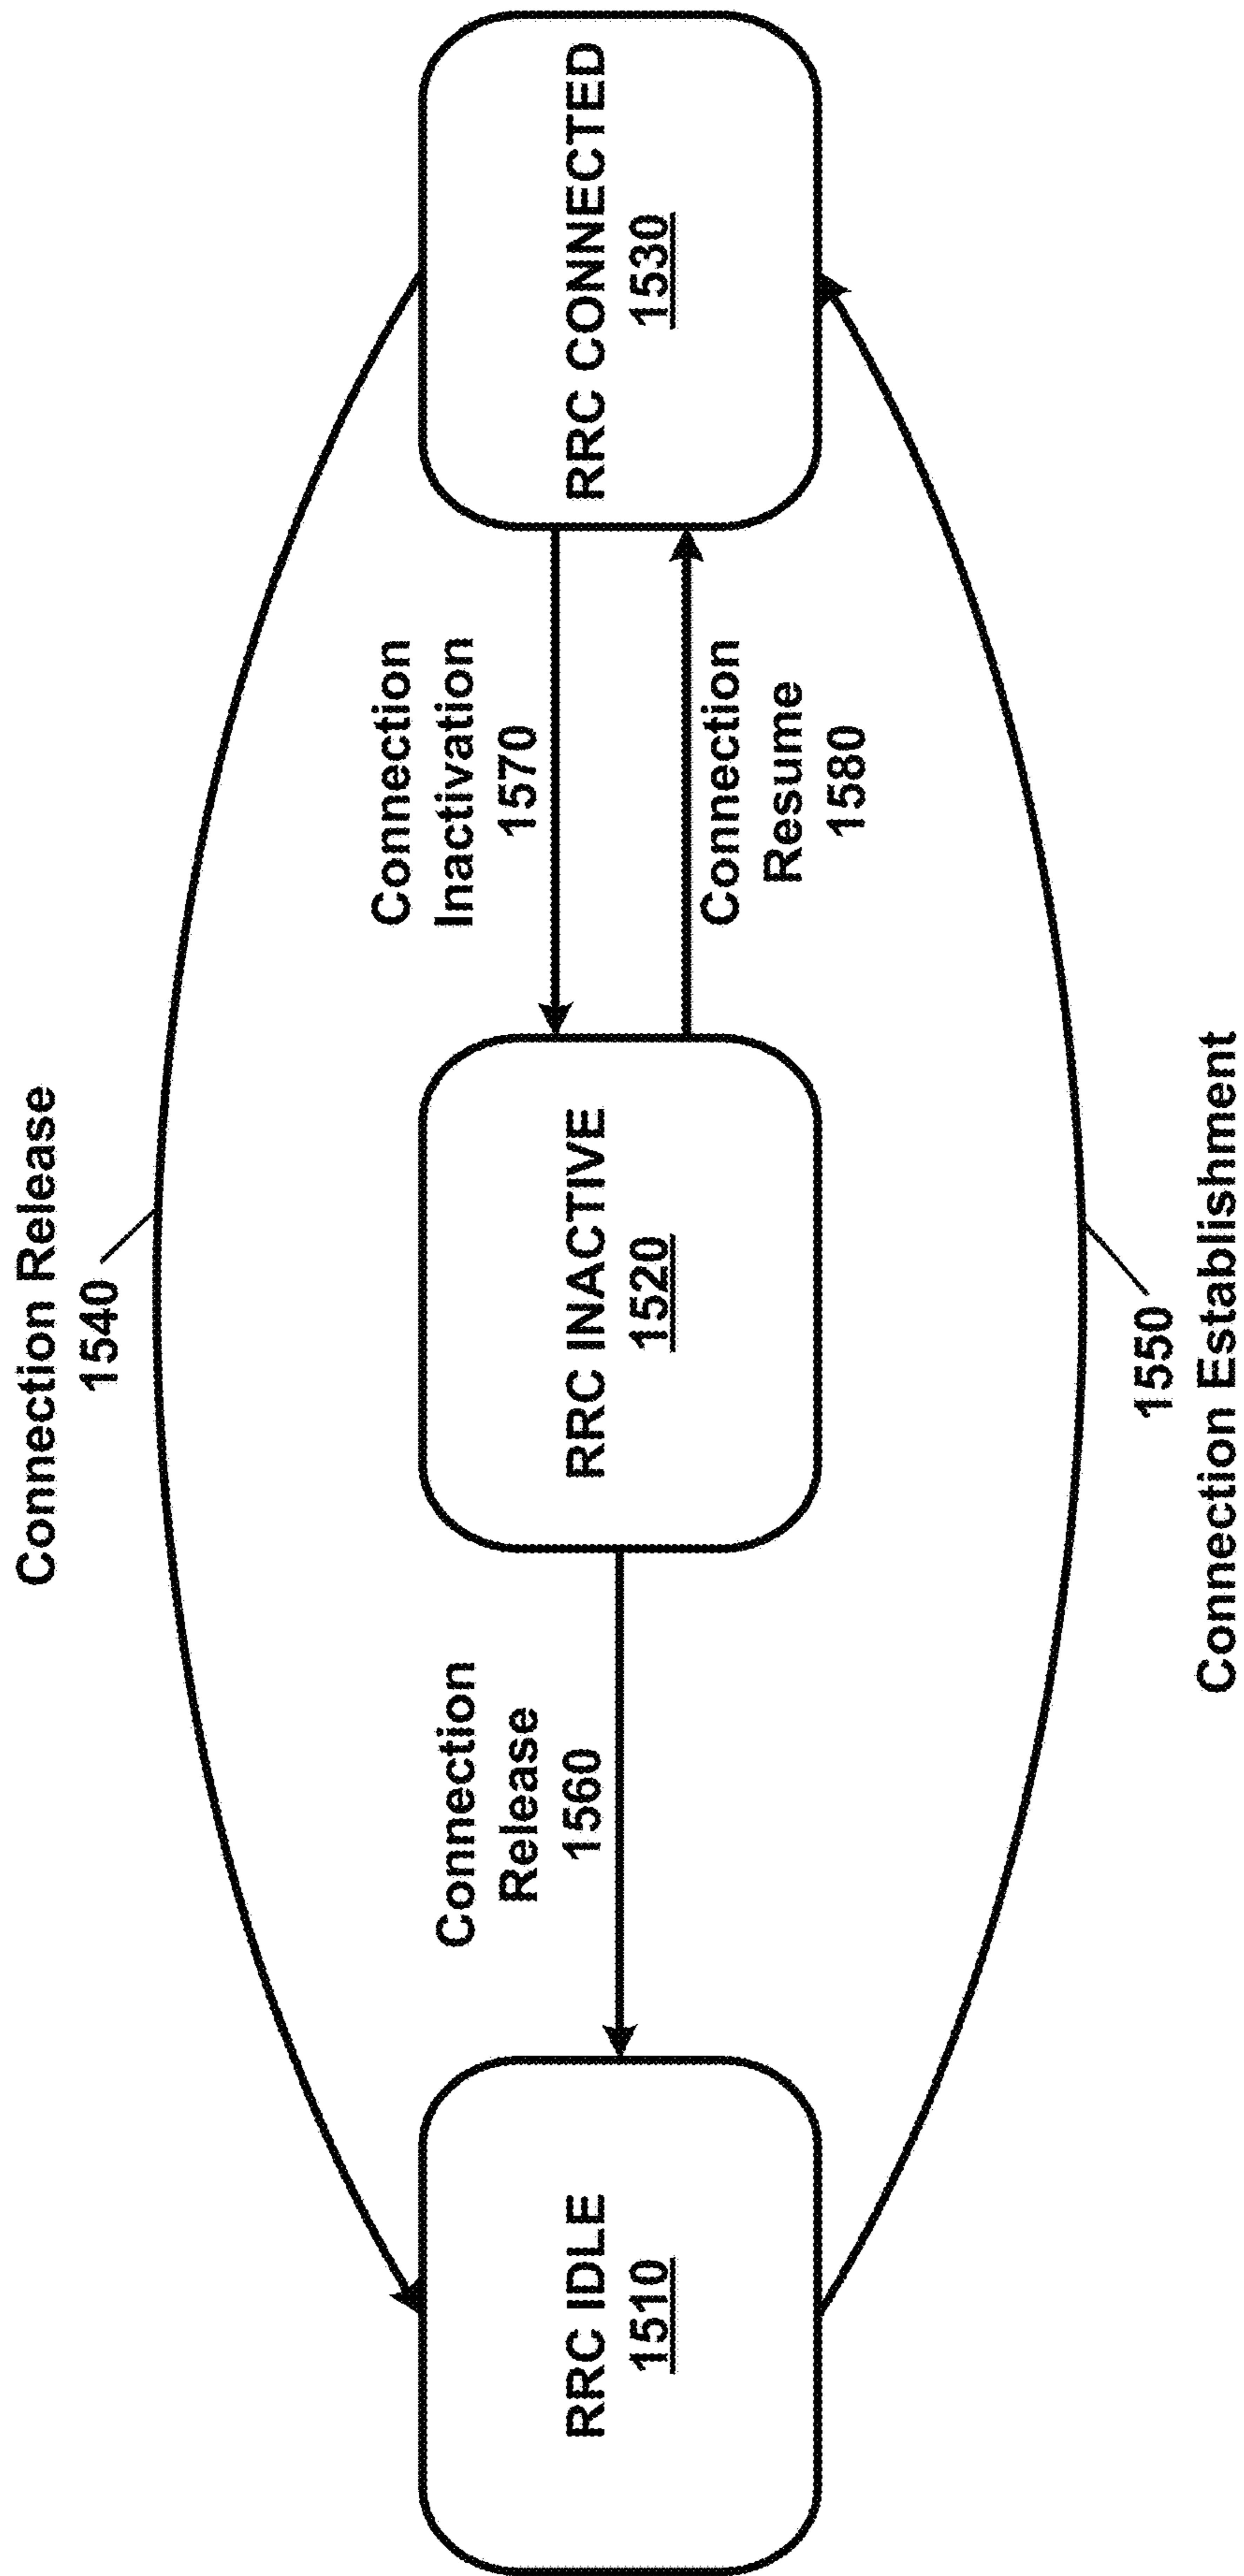 Connection Release
1540
RRC IDLE
1510
Connection
Release
1560
RRC INACTIVE
1520
Connection
Inactivation
1570
Connection
Resume
1580
RRC CONNECTED
1530
1550
Connection Establishment